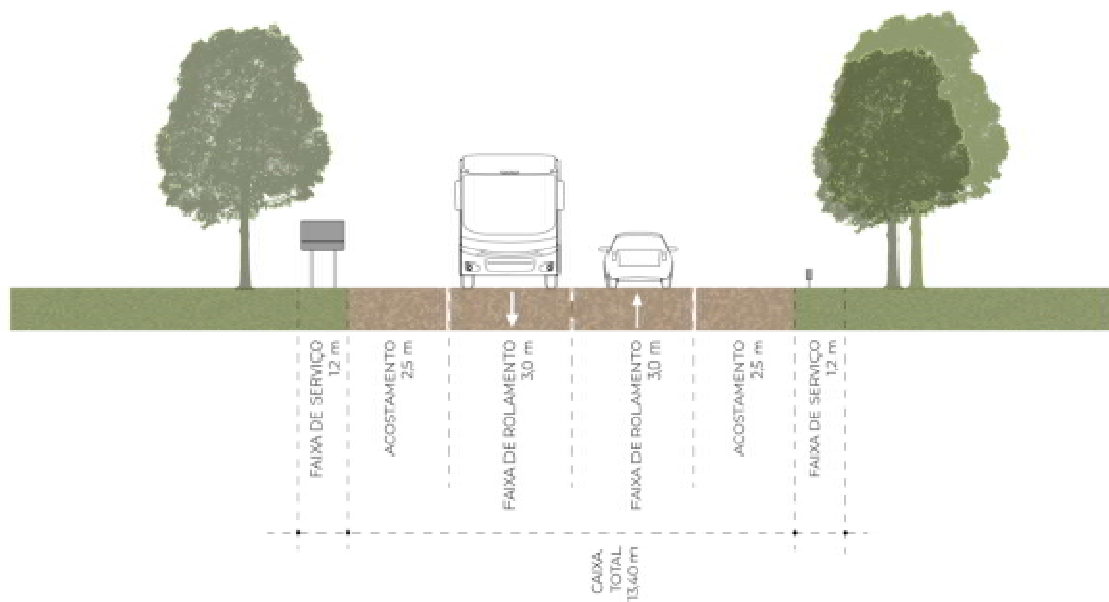 FAIXA DE SERVIÇO
1,2 m
ACOSTAMENTO
2,5 m
FAIXA DE ROLAMENTO
3,0 m
FAIXA DE ROLAMENTO
3,0 m
ACOSTAMENTO
2,5 m
FAIXA DE SERVIÇO
1,2 m
CAIXA
TOTAL
13,40 m